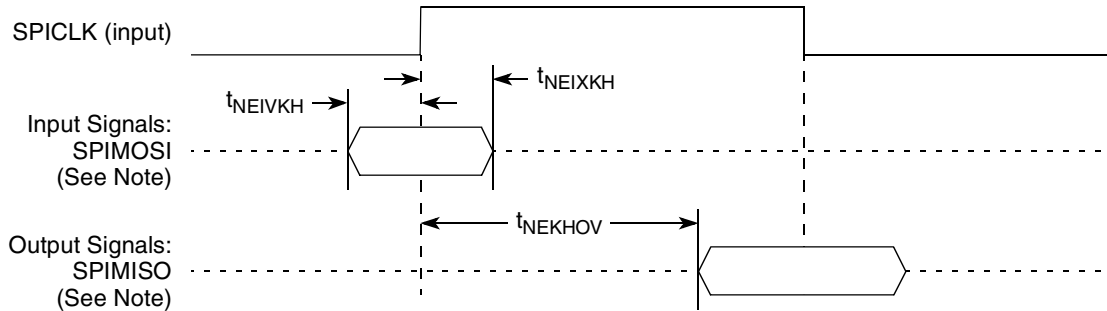 SPICLK (input)
tNEIXKH
tNEIVKH
Input Signals:
SPIMOSI
(See Note)
tNEKHOV
Output Signals:
SPIMISO
(See Note)